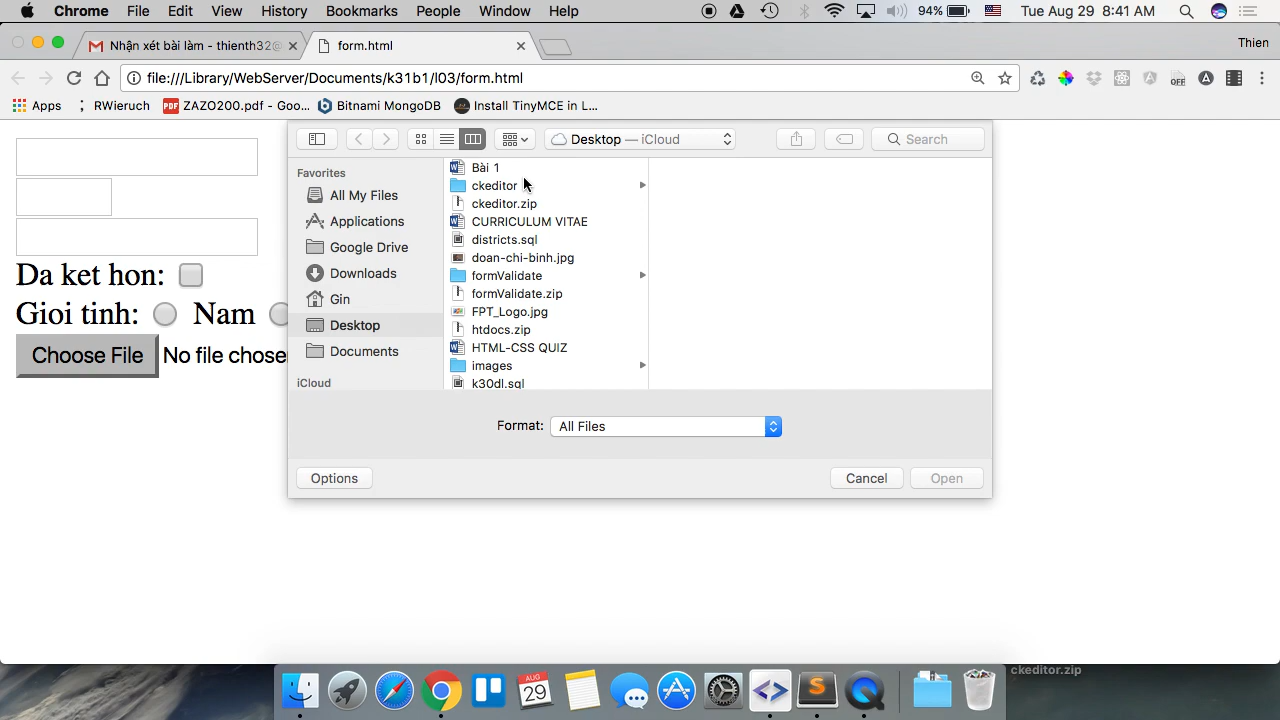 Chrome File Edit View History Bookmarks People Window Help 94% Tue Aug 29 8:41 AM
Nhận xét bài làm - thienth32@ form.html Thien
file:///Library/WebServer/Documents/k31b1/l03/form.html OFF
Apps RWieruch PDF ZAZO200.pdf - Goo... Bitnami MongoDB Install TinyMCE in L...
Desktop — iCloud Search
Favorites
All My Files
Applications
Google Drive
Downloads
Gin
Desktop
Documents
iCloud
Bài 1
ckeditor
ckeditor.zip
CURRICULUM VITAE
districts.sql
doan-chi-binh.jpg
formValidate
formValidate.zip
FPT_Logo.jpg
htdocs.zip
HTML-CSS QUIZ
images
k30dl.sql
Da ket hon:
Gioi tinh: Nam
Choose File No file chose
Format: All Files
Options Cancel Open
AUG
29
ckeditor.zip